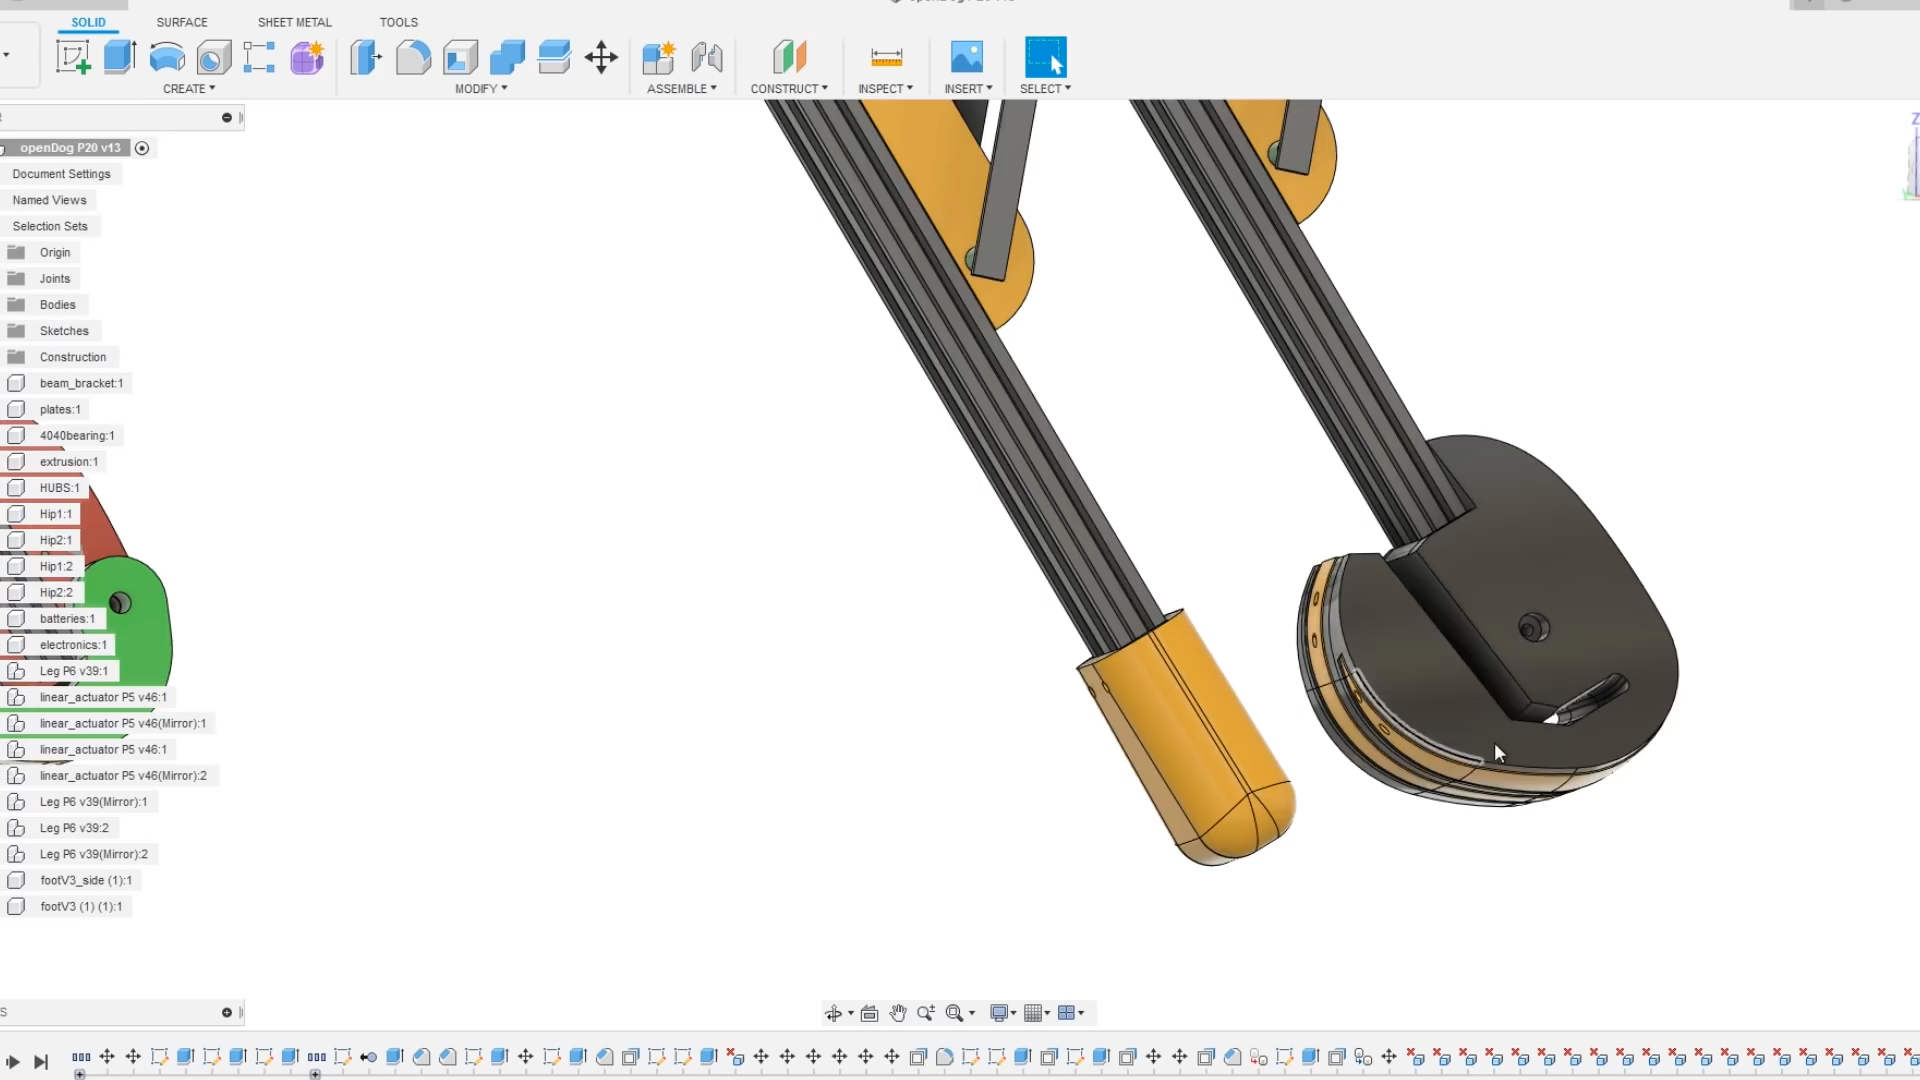 SOLID SURFACE SHEET METAL TOOLS
CREATE MODIFY ASSEMBLE CONSTRUCT INSPECT INSERT SELECT
openDog P20 v13
Document Settings
Named Views
Selection Sets
Origin
Joints
Bodies
Sketches
Construction
beam_bracket:1
plates:1
4040bearing:1
extrusion:1
HUBS:1
Hip1:1
Hip2:1
Hip1:2
Hip2:2
batteries:1
electronics:1
Leg P6 v39:1
linear_actuator P5 v46:1
linear_actuator P5 v46(Mirror):1
linear_actuator P5 v46:1
linear_actuator P5 v46(Mirror):2
Leg P6 v39(Mirror):1
Leg P6 v39:2
Leg P6 v39(Mirror):2
footV3_side (1):1
footV3 (1) (1):1
S
Z